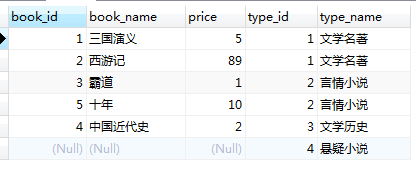 book_id book_name price type_id type_name
1 三国演义 5 1 文学名著
2 西游记 89 1 文学名著
3 霸道 1 2 言情小说
5 十年 10 2 言情小说
4 中国近代史 2 3 文学历史
(Null) (Null) (Null) 4 悬疑小说